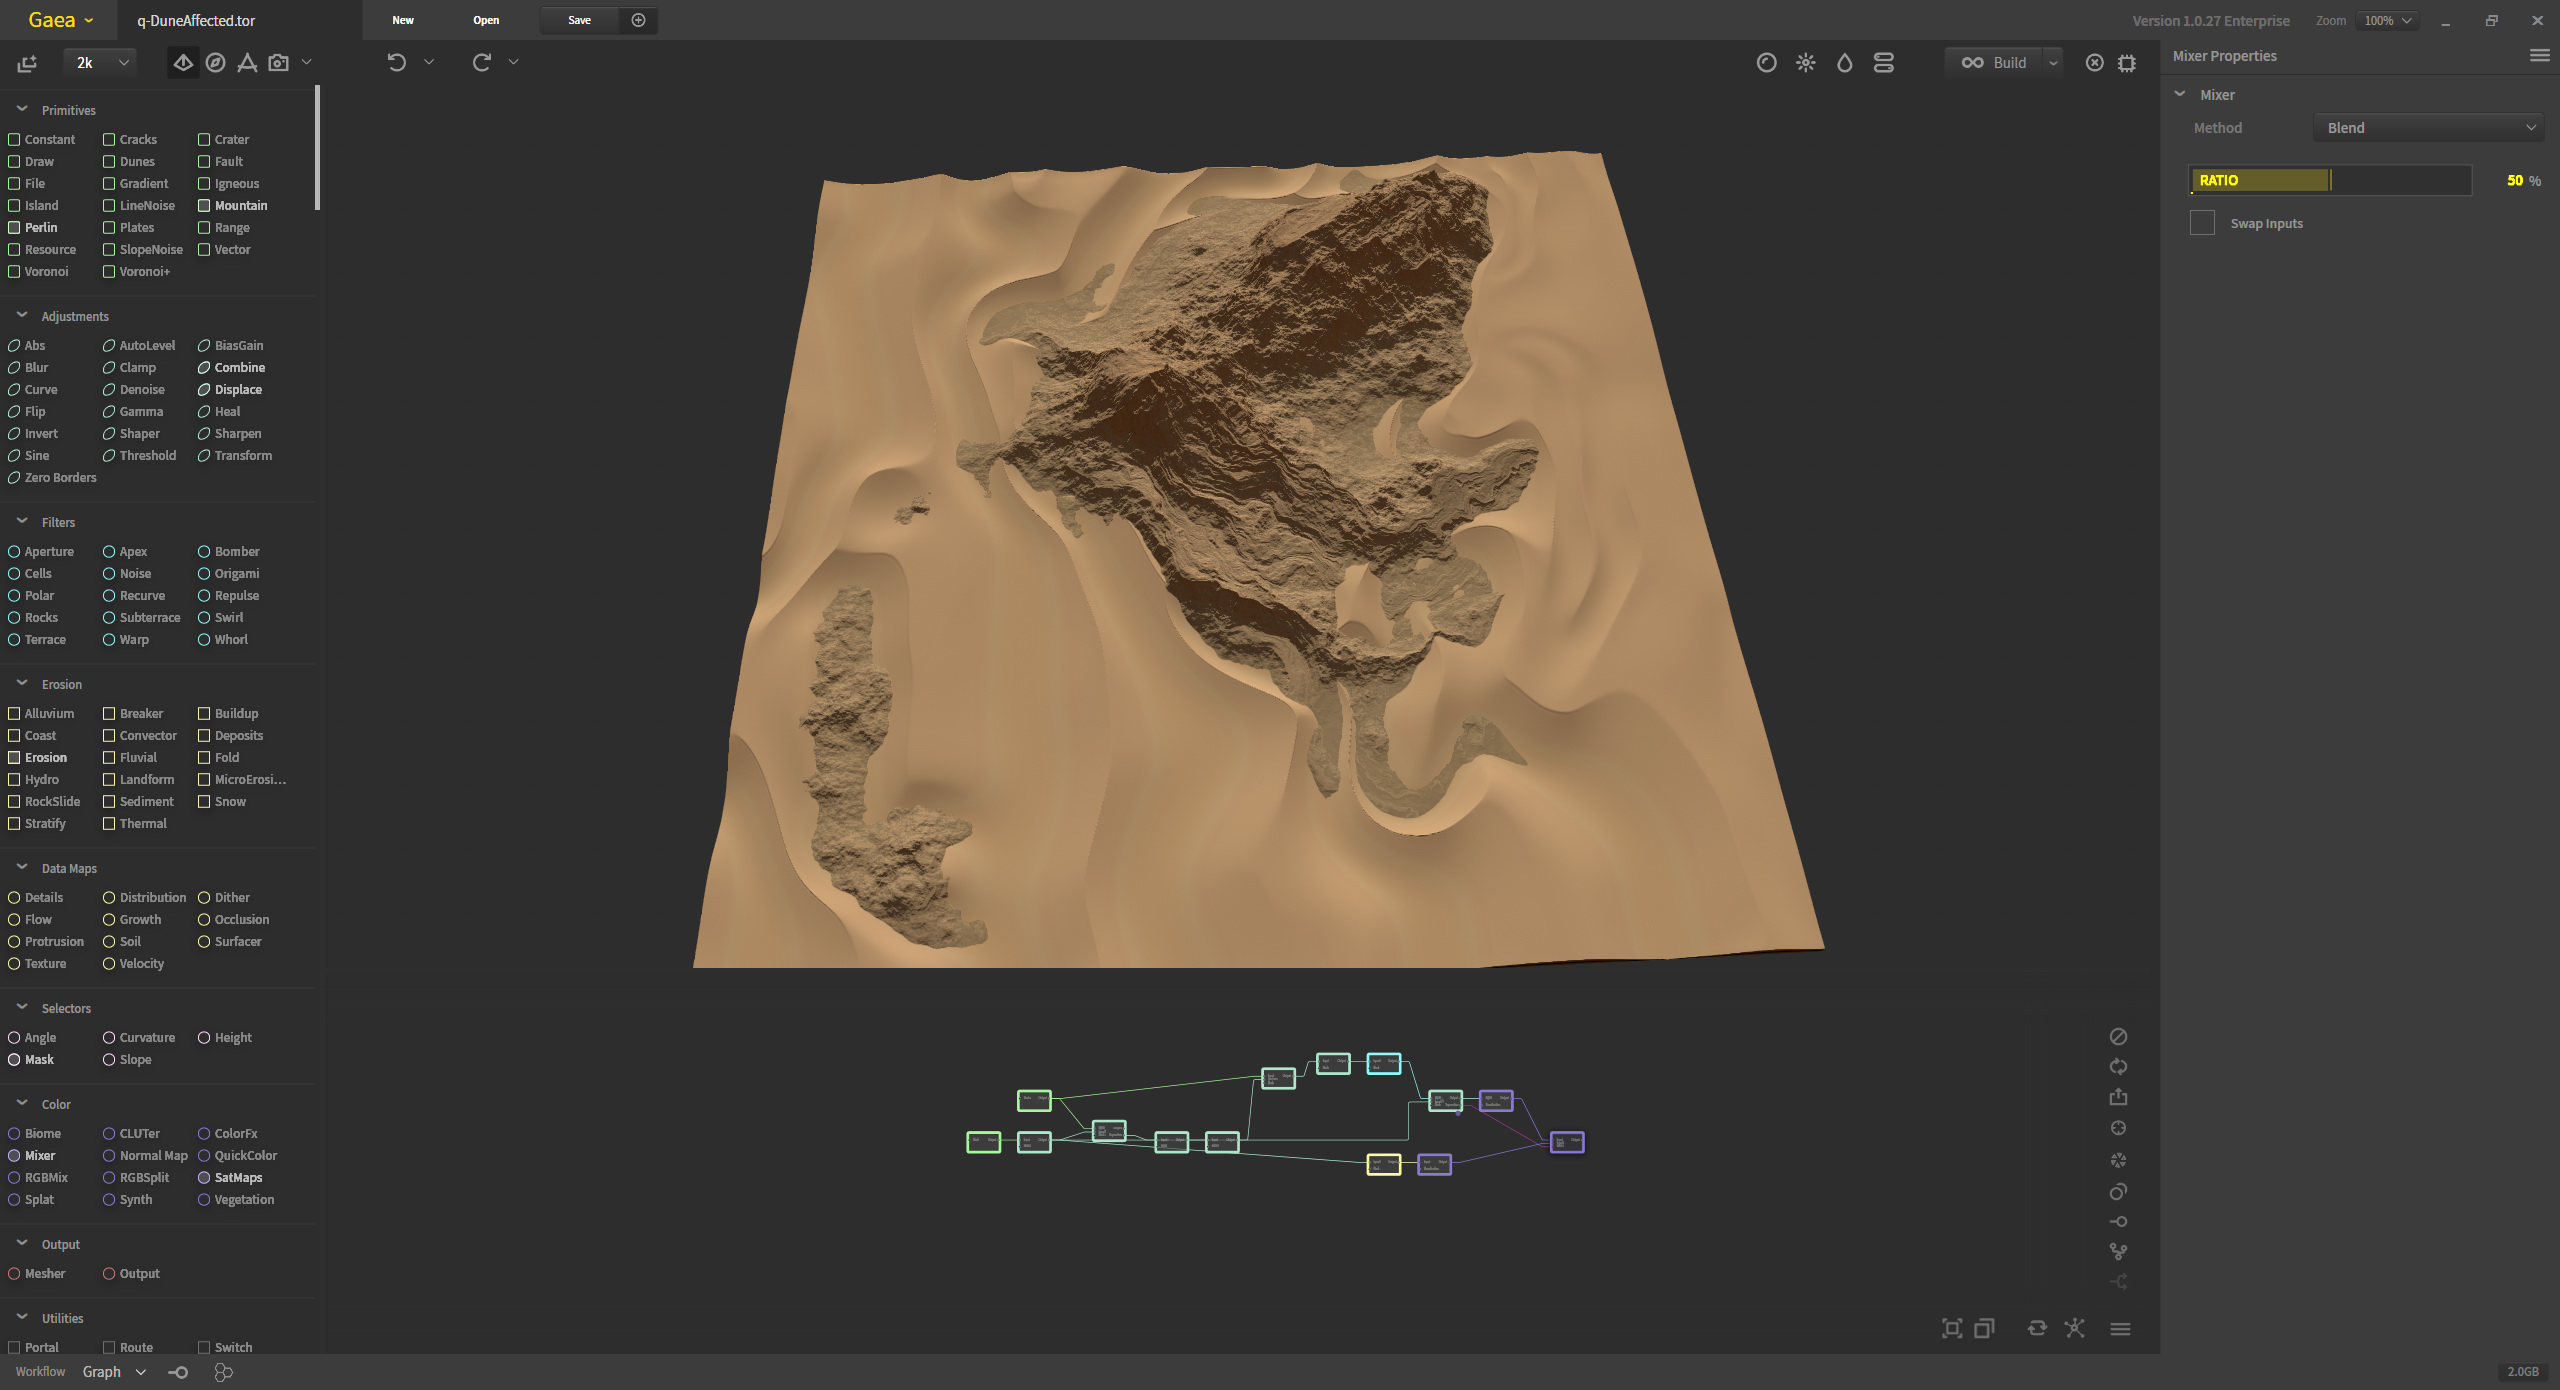 Gaea
q-DuneAffected.tor
New
Open
Save
Version 1.0.27 Enterprise
Zoom
100%
2k
Build
Mixer Properties
Primitives
Constant Cracks Crater
Draw Dunes Fault
File Gradient Igneous
Island LineNoise Mountain
Perlin Plates Range
Resource SlopeNoise Vector
Voronoi Voronoi+
Adjustments
Abs AutoLevel BiasGain
Blur Clamp Combine
Curve Denoise Displace
Flip Gamma Heal
Invert Shaper Sharpen
Sine Threshold Transform
Zero Borders
Filters
Aperture Apex Bomber
Cells Noise Origami
Polar Recurve Repulse
Rocks Subterrace Swirl
Terrace Warp Whorl
Erosion
Alluvium Breaker Buildup
Coast Convector Deposits
Erosion Fluvial Fold
Hydro Landform MicroErosi...
RockSlide Sediment Snow
Stratify Thermal
Data Maps
Details Distribution Dither
Flow Growth Occlusion
Protrusion Soil Surfacer
Texture Velocity
Selectors
Angle Curvature Height
Mask Slope
Color
Biome CLUTer ColorFx
Mixer Normal Map QuickColor
RGBMix RGBSplit SatMaps
Splat Synth Vegetation
Output
Mesher Output
Utilities
Portal Route Switch
Workflow Graph
Mixer
Method Blend
RATIO 50 %
Swap Inputs
2.0GB